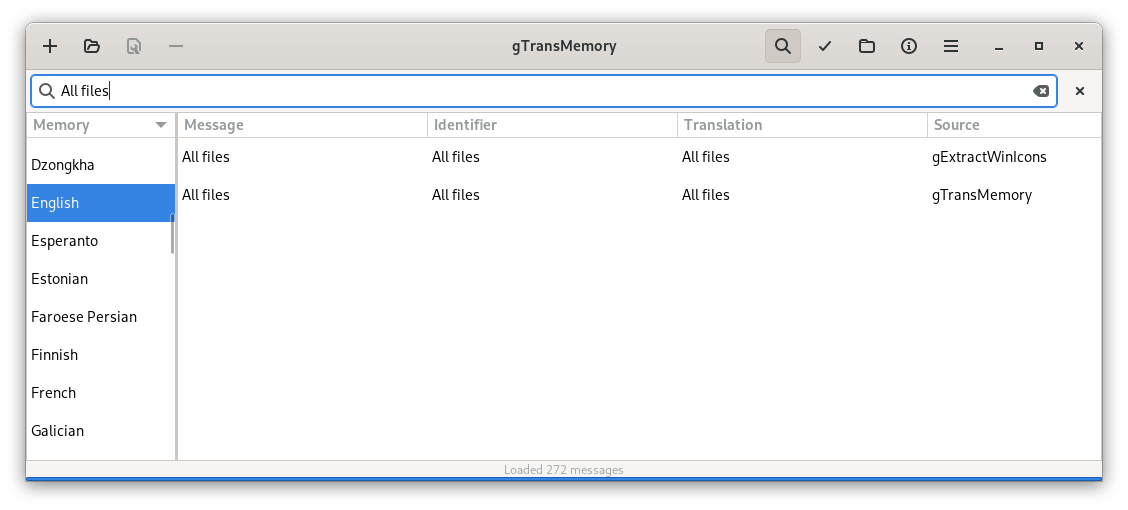 gTransMemory
All files
Memory Message Identifier Translation Source
Dzongkha All files All files All files gExtractWinIcons
English All files All files All files gTransMemory
Esperanto
Estonian
Faroese Persian
Finnish
French
Galician
Loaded 272 messages